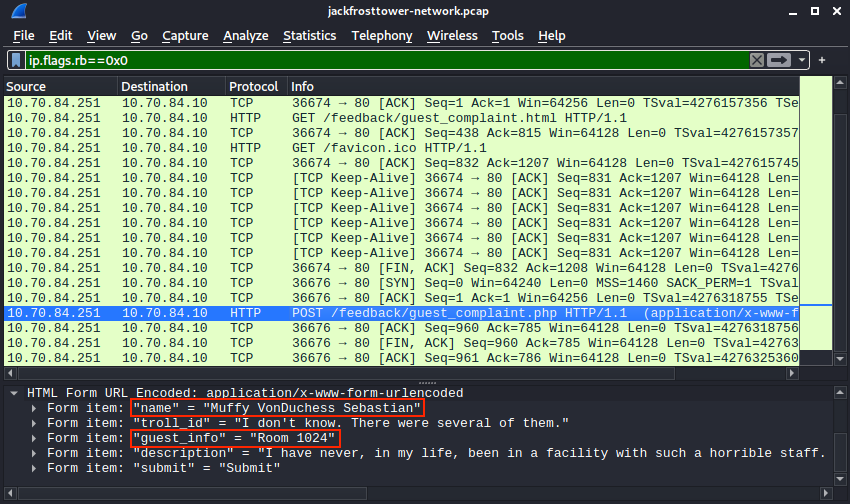 jackfrosttower-network.pcap
File Edit View Go Capture Analyze Statistics Telephony Wireless Tools Help
ip.flags.rb==0x0
Source Destination Protocol Info
10.70.84.251 10.70.84.10 TCP 36674 → 80 [ACK] Seq=1 Ack=1 Win=64256 Len=0 TSval=4276157356 TSe
10.70.84.251 10.70.84.10 HTTP GET /feedback/guest_complaint.html HTTP/1.1
10.70.84.251 10.70.84.10 TCP 36674 → 80 [ACK] Seq=438 Ack=815 Win=64128 Len=0 TSval=4276157357
10.70.84.251 10.70.84.10 HTTP GET /favicon.ico HTTP/1.1
10.70.84.251 10.70.84.10 TCP 36674 → 80 [ACK] Seq=832 Ack=1207 Win=64128 Len=0 TSval=427615745
10.70.84.251 10.70.84.10 TCP [TCP Keep-Alive] 36674 → 80 [ACK] Seq=831 Ack=1207 Win=64128 Len=
10.70.84.251 10.70.84.10 TCP [TCP Keep-Alive] 36674 → 80 [ACK] Seq=831 Ack=1207 Win=64128 Len=
10.70.84.251 10.70.84.10 TCP [TCP Keep-Alive] 36674 → 80 [ACK] Seq=831 Ack=1207 Win=64128 Len=
10.70.84.251 10.70.84.10 TCP [TCP Keep-Alive] 36674 → 80 [ACK] Seq=831 Ack=1207 Win=64128 Len=
10.70.84.251 10.70.84.10 TCP [TCP Keep-Alive] 36674 → 80 [ACK] Seq=831 Ack=1207 Win=64128 Len=
10.70.84.251 10.70.84.10 TCP [TCP Keep-Alive] 36674 → 80 [ACK] Seq=831 Ack=1207 Win=64128 Len=
10.70.84.251 10.70.84.10 TCP 36674 → 80 [FIN, ACK] Seq=832 Ack=1208 Win=64128 Len=0 TSval=4276
10.70.84.251 10.70.84.10 TCP 36676 → 80 [SYN] Seq=0 Win=64240 Len=0 MSS=1460 SACK_PERM=1 TSval
10.70.84.251 10.70.84.10 TCP 36676 → 80 [ACK] Seq=1 Ack=1 Win=64256 Len=0 TSval=4276318755 TSe
10.70.84.251 10.70.84.10 HTTP POST /feedback/guest_complaint.php HTTP/1.1 (application/x-www-f
10.70.84.251 10.70.84.10 TCP 36676 → 80 [ACK] Seq=960 Ack=785 Win=64128 Len=0 TSval=4276318756
10.70.84.251 10.70.84.10 TCP 36676 → 80 [FIN, ACK] Seq=960 Ack=785 Win=64128 Len=0 TSval=42763
10.70.84.251 10.70.84.10 TCP 36676 → 80 [ACK] Seq=961 Ack=786 Win=64128 Len=0 TSval=4276325360
HTML Form URL Encoded: application/x-www-form-urlencoded
Form item: "name" = "Muffy VonDuchess Sebastian"
Form item: "troll_id" = "I don't know. There were several of them."
Form item: "guest_info" = "Room 1024"
Form item: "description" = "I have never, in my life, been in a facility with such a horrible staff.
Form item: "submit" = "Submit"